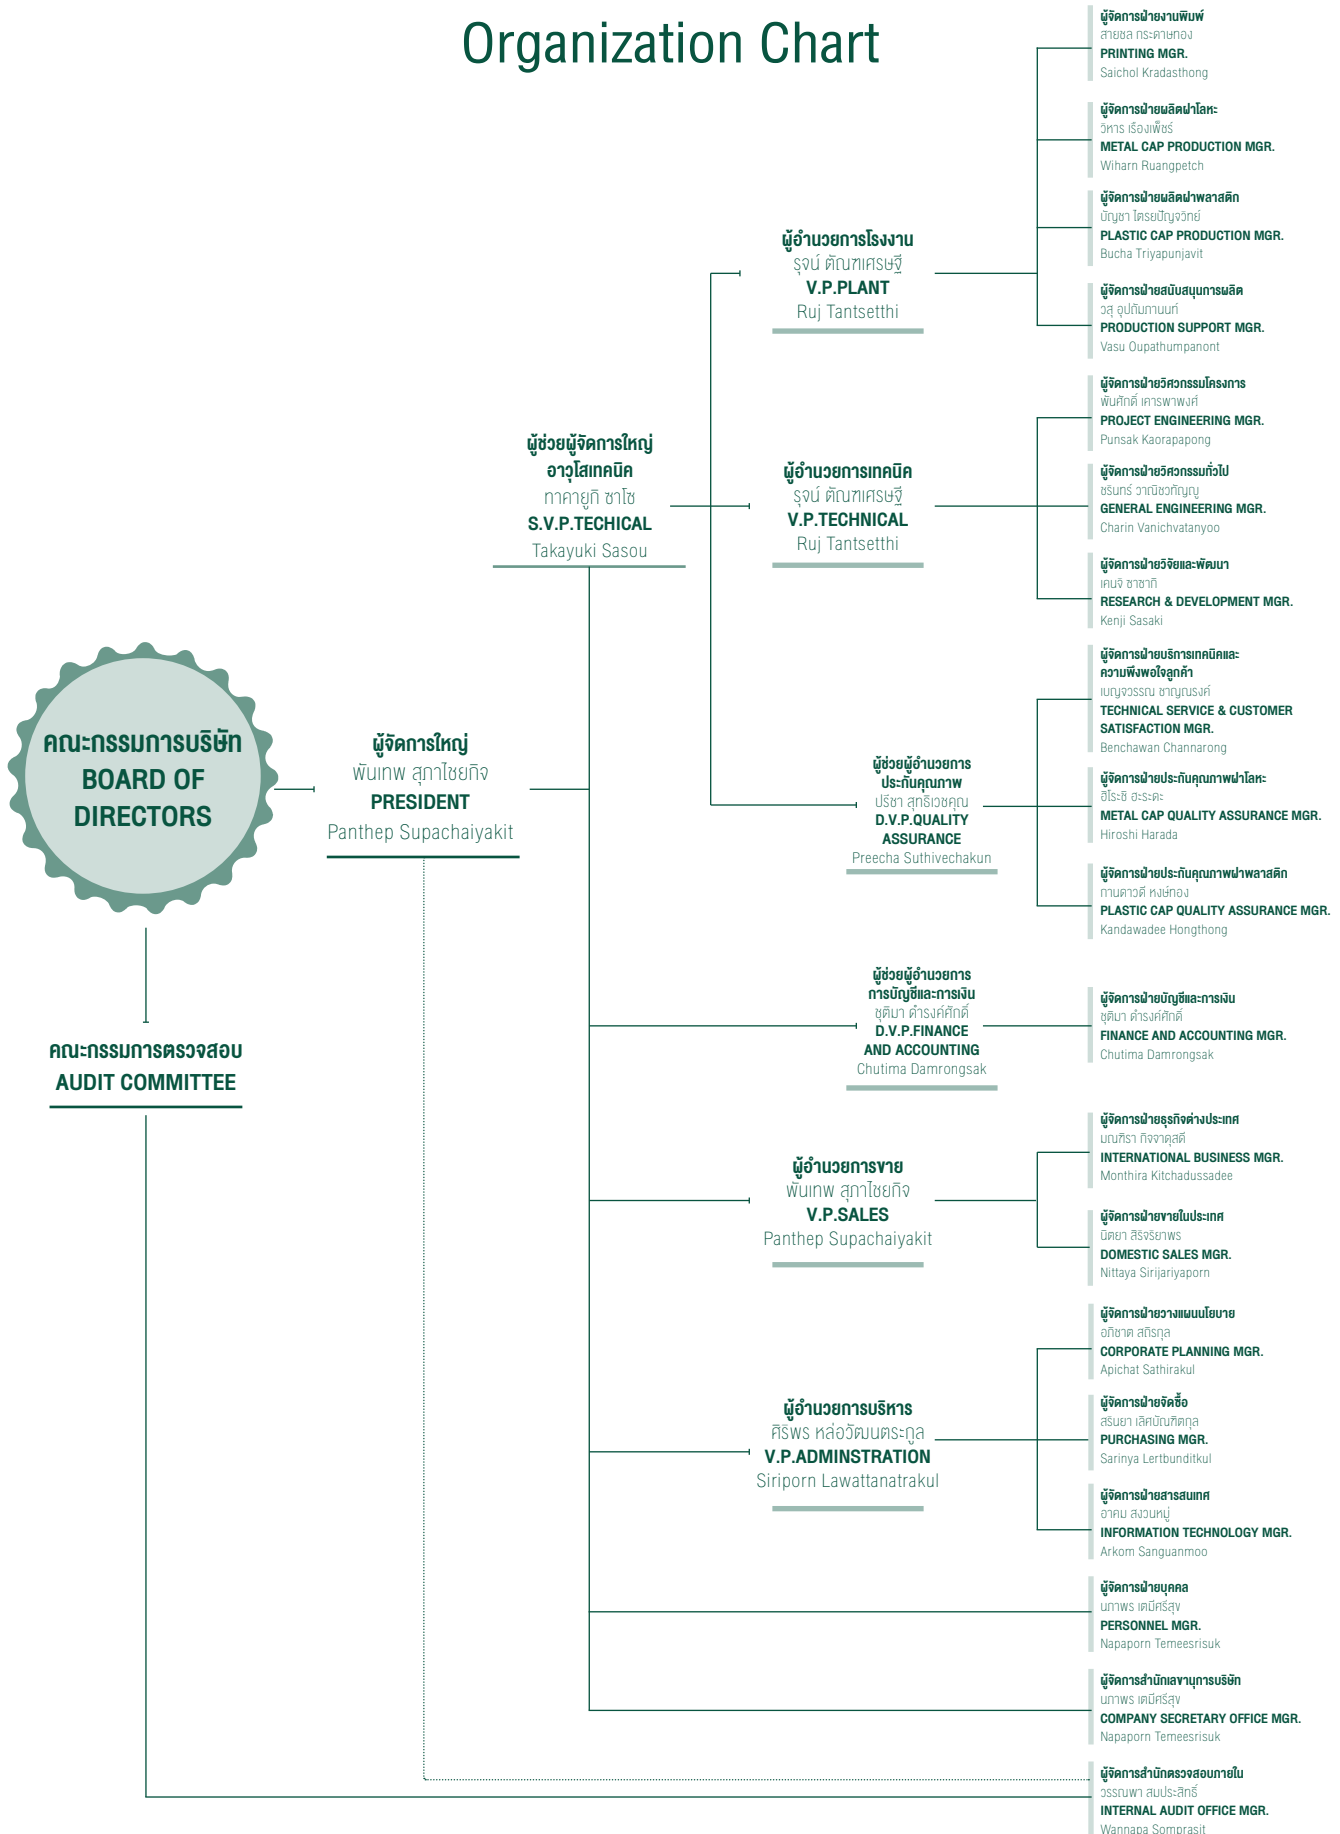 Organization Chart
คณะกรรมการบริษัท
BOARD OF
DIRECTORS
คณะกรรมการตรวจสอบ
AUDIT COMMITTEE
ผู้จัดการใหญ่
พันเทพ สุภาไชยกิจ
PRESIDENT
Panthep Supachaiyakit
ผู้ช่วยผู้จัดการใหญ่
อาวุโสเทคนิค
ทาคายูกิ ซาโซ
S.V.P.TECHICAL
Takayuki Sasou
ผู้อำนวยการโรงงาน
รุจน์ ตัณฑเศรษฐี
V.P.PLANT
Ruj Tantsetthi
ผู้จัดการฝ่ายงานพิมพ์
สายชล กระดาษทอง
PRINTING MGR.
Saichol Kradasthong
ผู้จัดการฝ่ายผลิตฝาโลหะ
วิหาร เรืองเพ็ชร์
METAL CAP PRODUCTION MGR.
Wiharn Ruangpetch
ผู้จัดการฝ่ายผลิตฝาพลาสติก
บัญชา ไตรยปัญจวิทย์
PLASTIC CAP PRODUCTION MGR.
Bucha Triyapunjavit
ผู้จัดการฝ่ายสนับสนุนการผลิต
วสุ อุปถัมภานนท์
PRODUCTION SUPPORT MGR.
Vasu Oupathumpanont
ผู้อำนวยการเทคนิค
รุจน์ ตัณฑเศรษฐี
V.P.TECHNICAL
Ruj Tantsetthi
ผู้จัดการฝ่ายวิศวกรรมโครงการ
พันศักดิ์ เคารพาพงศ์
PROJECT ENGINEERING MGR.
Punsak Kaorapapong
ผู้จัดการฝ่ายวิศวกรรมทั่วไป
ชรินทร์ วาณิชวทัญญู
GENERAL ENGINEERING MGR.
Charin Vanichvatanyoo
ผู้จัดการฝ่ายวิจัยและพัฒนา
เคนจิ ซาซากิ
RESEARCH & DEVELOPMENT MGR.
Kenji Sasaki
ผู้ช่วยผู้อำนวยการ
ประกันคุณภาพ
ปรีชา สุทธิเวชคุณ
D.V.P.QUALITY
ASSURANCE
Preecha Suthivechakun
ผู้จัดการฝ่ายบริการเทคนิคและ
ความพึงพอใจลูกค้า
เบญจวรรณ ชาญณรงค์
TECHNICAL SERVICE & CUSTOMER
SATISFACTION MGR.
Benchawan Channarong
ผู้จัดการฝ่ายประกันคุณภาพฝาโลหะ
ฮิโระชิ ฮะระดะ
METAL CAP QUALITY ASSURANCE MGR.
Hiroshi Harada
ผู้จัดการฝ่ายประกันคุณภาพฝาพลาสติก
กานดาวดี หงษ์ทอง
PLASTIC CAP QUALITY ASSURANCE MGR.
Kandawadee Hongthong
ผู้ช่วยผู้อำนวยการ
การบัญชีและการเงิน
ชุติมา ดำรงค์ศักดิ์
D.V.P.FINANCE
AND ACCOUNTING
Chutima Damrongsak
ผู้จัดการฝ่ายบัญชีและการเงิน
ชุติมา ดำรงค์ศักดิ์
FINANCE AND ACCOUNTING MGR.
Chutima Damrongsak
ผู้อำนวยการขาย
พันเทพ สุภาไชยกิจ
V.P.SALES
Panthep Supachaiyakit
ผู้จัดการฝ่ายธุรกิจต่างประเทศ
มณฑิรา กิจจาดุสดี
INTERNATIONAL BUSINESS MGR.
Monthira Kitchadussadee
ผู้จัดการฝ่ายขายในประเทศ
นิตยา สิริจริยาพร
DOMESTIC SALES MGR.
Nittaya Sirijariyaporn
ผู้อำนวยการบริหาร
ศิริพร หล่อวัฒนตระกูล
V.P.ADMINSTRATION
Siriporn Lawattanatrakul
ผู้จัดการฝ่ายวางแผนนโยบาย
อภิชาต สถิรกุล
CORPORATE PLANNING MGR.
Apichat Sathirakul
ผู้จัดการฝ่ายจัดซื้อ
สรินยา เลิศบัณฑิตกุล
PURCHASING MGR.
Sarinya Lertbunditkul
ผู้จัดการฝ่ายสารสนเทศ
อาคม สงวนหมู่
INFORMATION TECHNOLOGY MGR.
Arkom Sanguanmoo
ผู้จัดการฝ่ายบุคคล
นภาพร เตมีศรีสุข
PERSONNEL MGR.
Napaporn Temeesrisuk
ผู้จัดการสำนักเลขานุการบริษัท
นภาพร เตมีศรีสุข
COMPANY SECRETARY OFFICE MGR.
Napaporn Temeesrisuk
ผู้จัดการสำนักตรวจสอบภายใน
วรรณพา สมประสิทธิ์
INTERNAL AUDIT OFFICE MGR.
Wannapa Somprasit